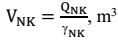 V_NK = Q_NK / γ_NK, m³